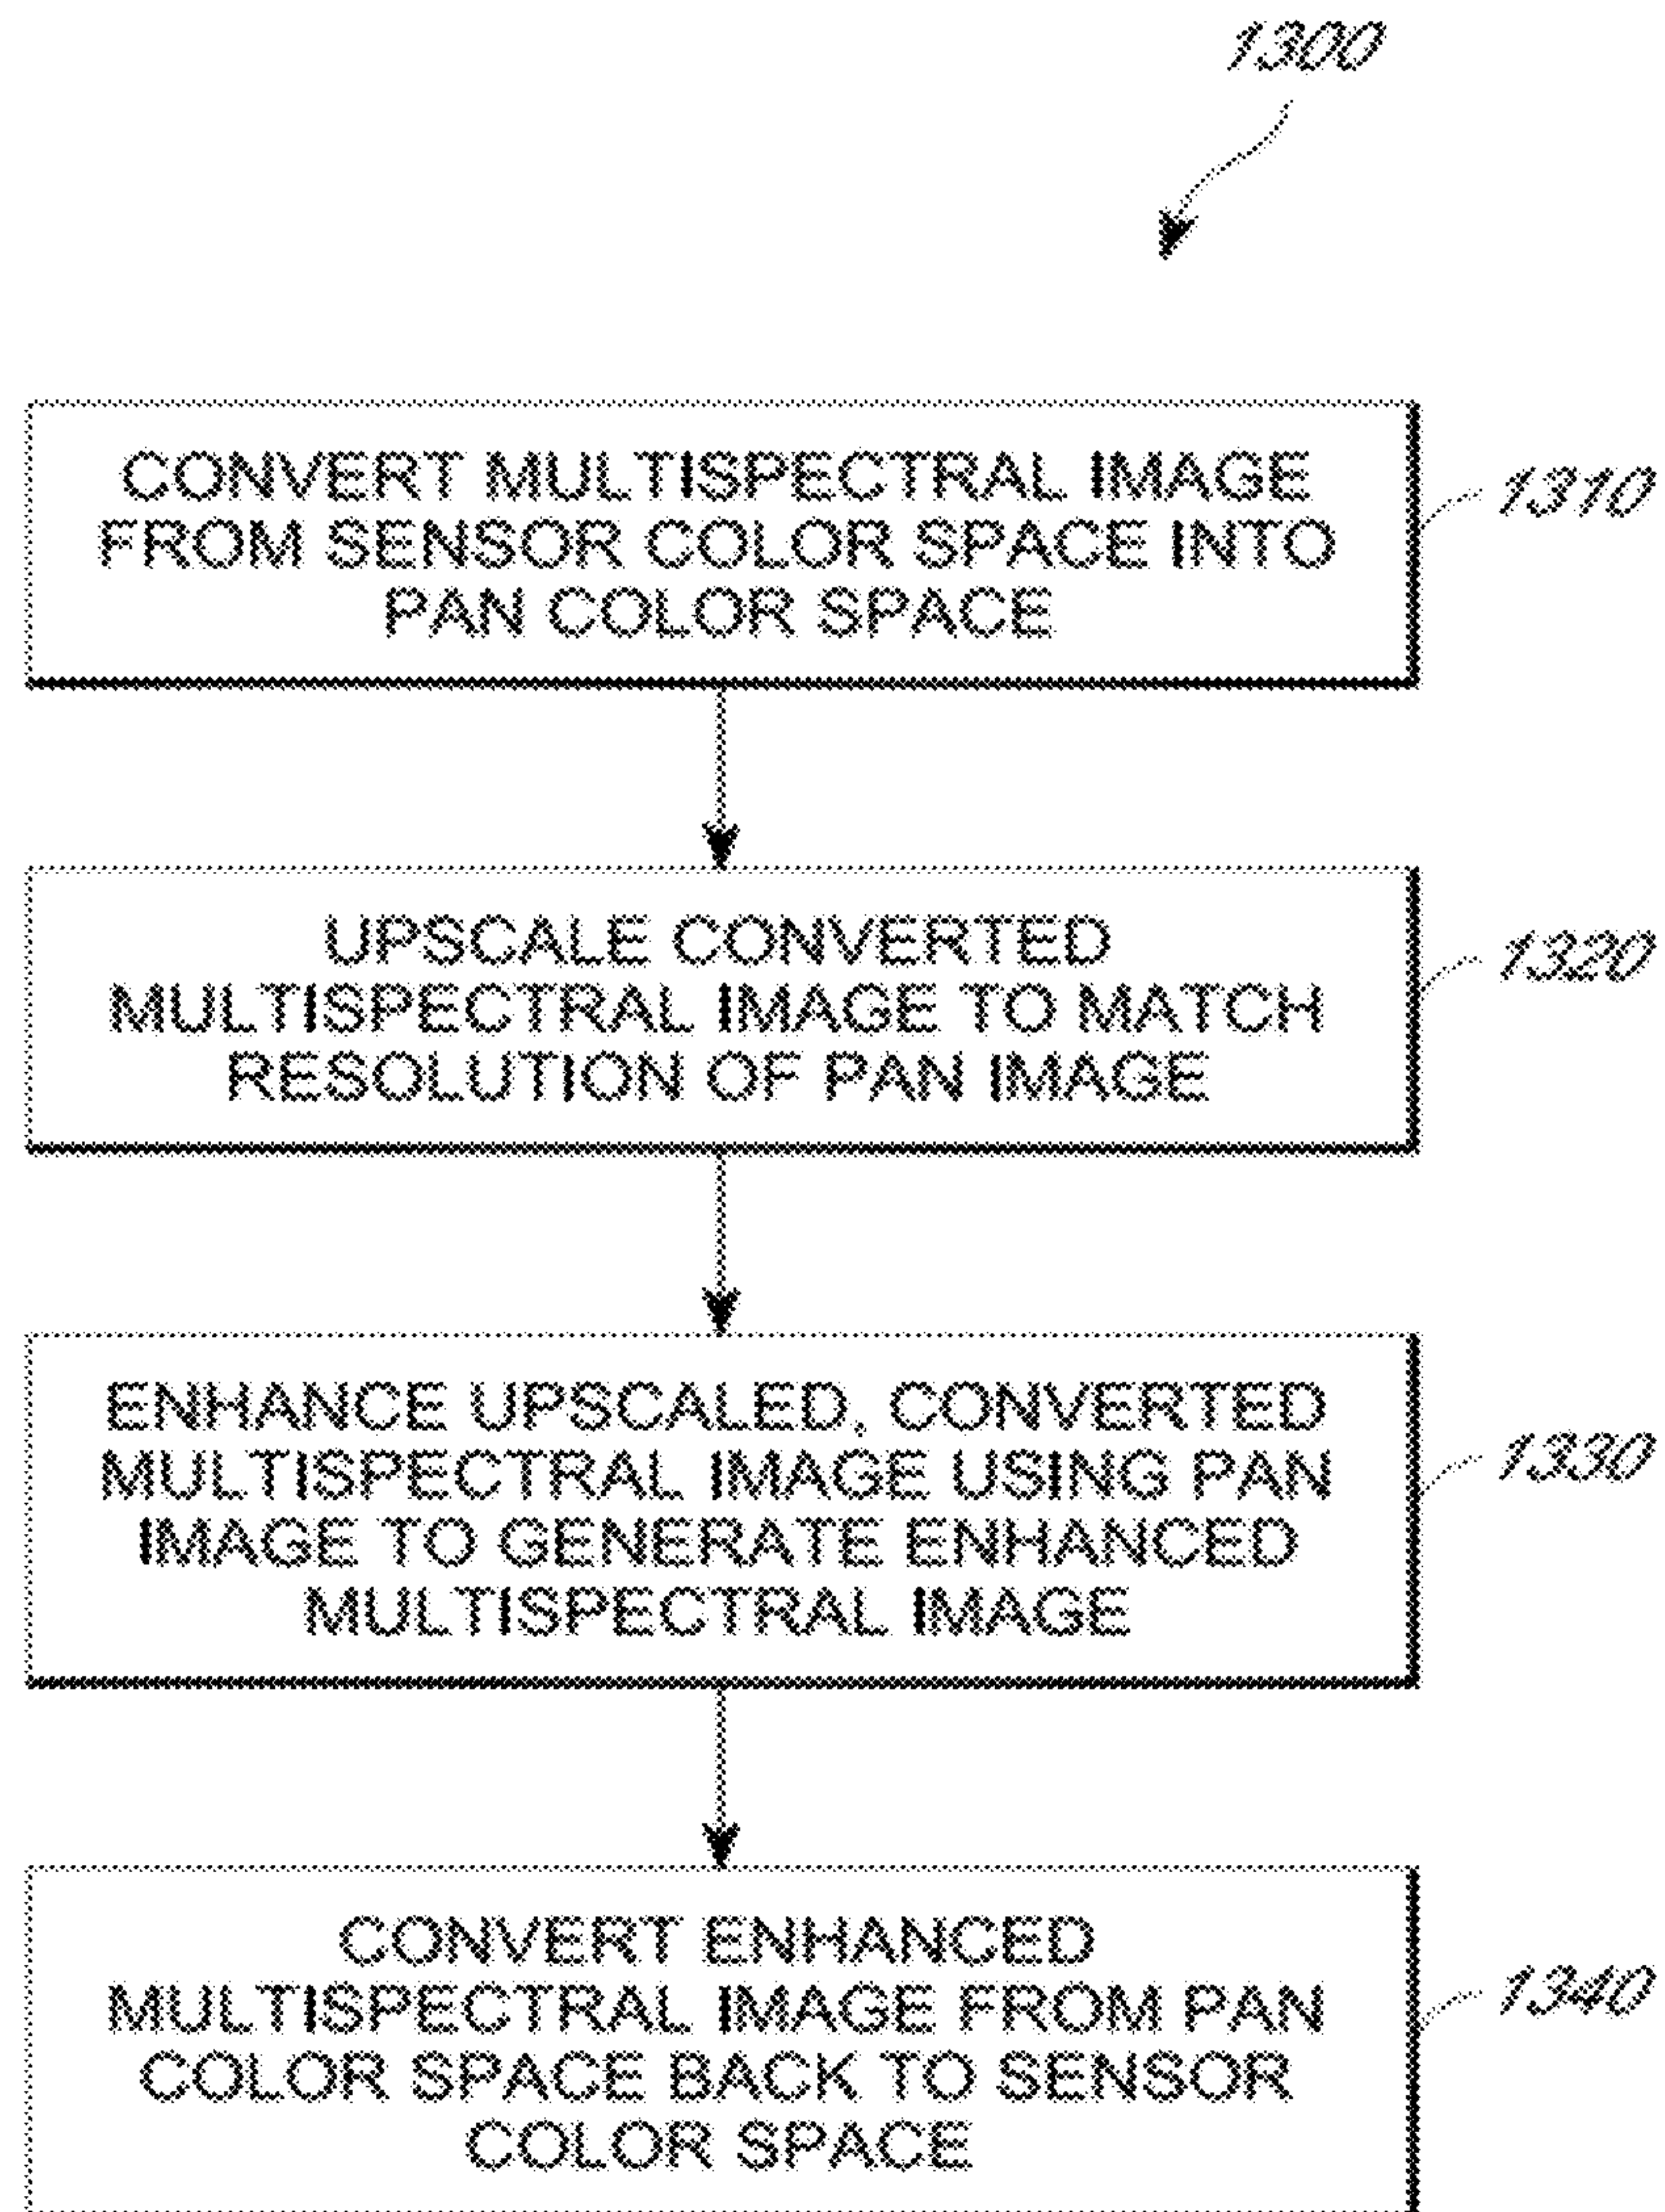 1300
CONVERT MULTISPECTRAL IMAGE
FROM SENSOR COLOR SPACE INTO
PAN COLOR SPACE
1310
UPSCALE CONVERTED
MULTISPECTRAL IMAGE TO MATCH
RESOLUTION OF PAN IMAGE
1320
ENHANCE UPSCALED, CONVERTED
MULTISPECTRAL IMAGE USING PAN
IMAGE TO GENERATE ENHANCED
MULTISPECTRAL IMAGE
1330
CONVERT ENHANCED
MULTISPECTRAL IMAGE FROM PAN
COLOR SPACE BACK TO SENSOR
COLOR SPACE
1340